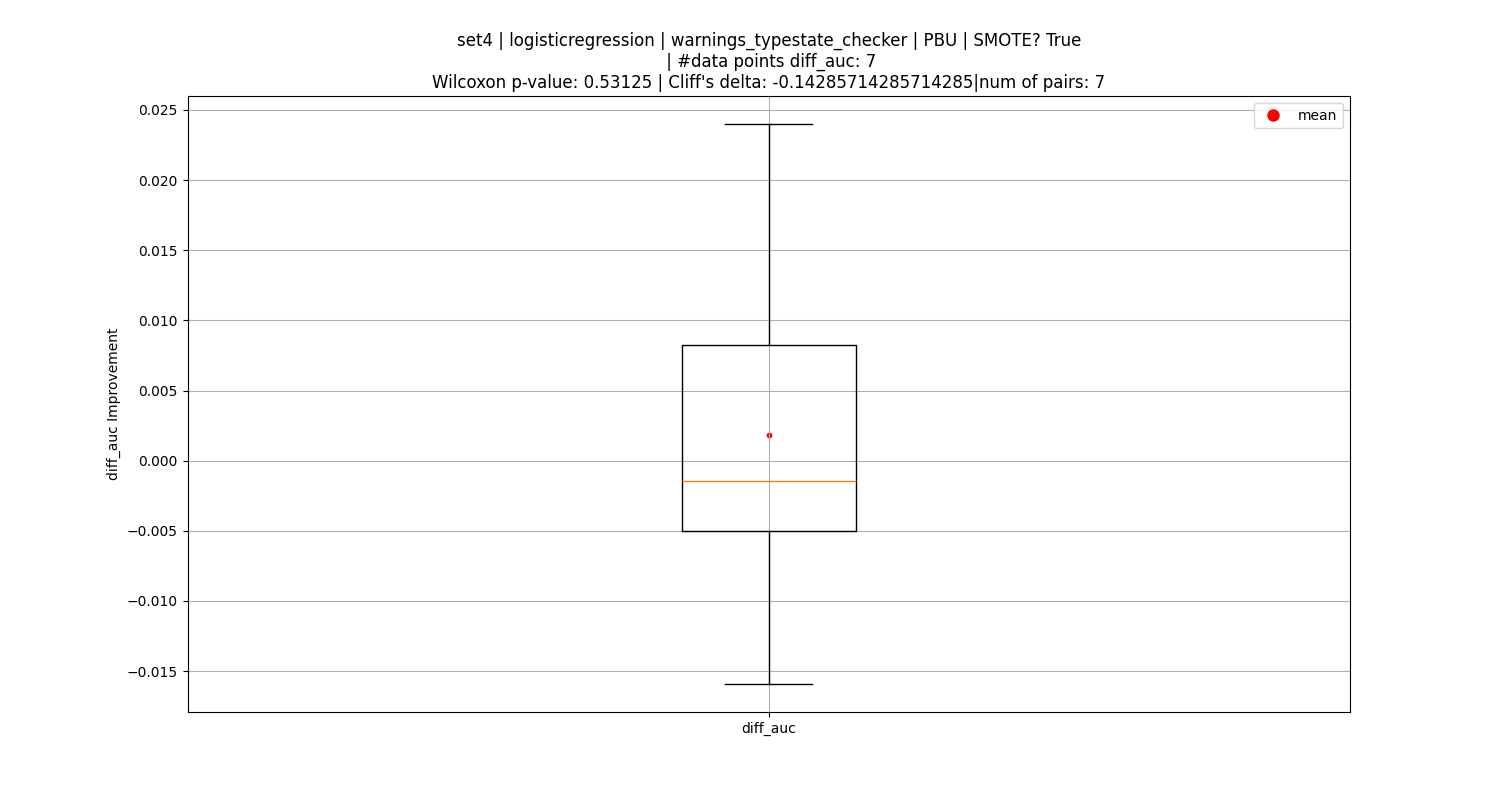 set4 | logisticregression | warnings_typestate_checker | PBU | SMOTE? True
| #data points diff_auc: 7
Wilcoxon p-value: 0.53125 | Cliff's delta: -0.14285714285714285|num of pairs: 7
mean
0.025
0.020
0.015
0.010
0.005
0.000
−0.005
−0.010
−0.015
diff_auc Improvement
diff_auc